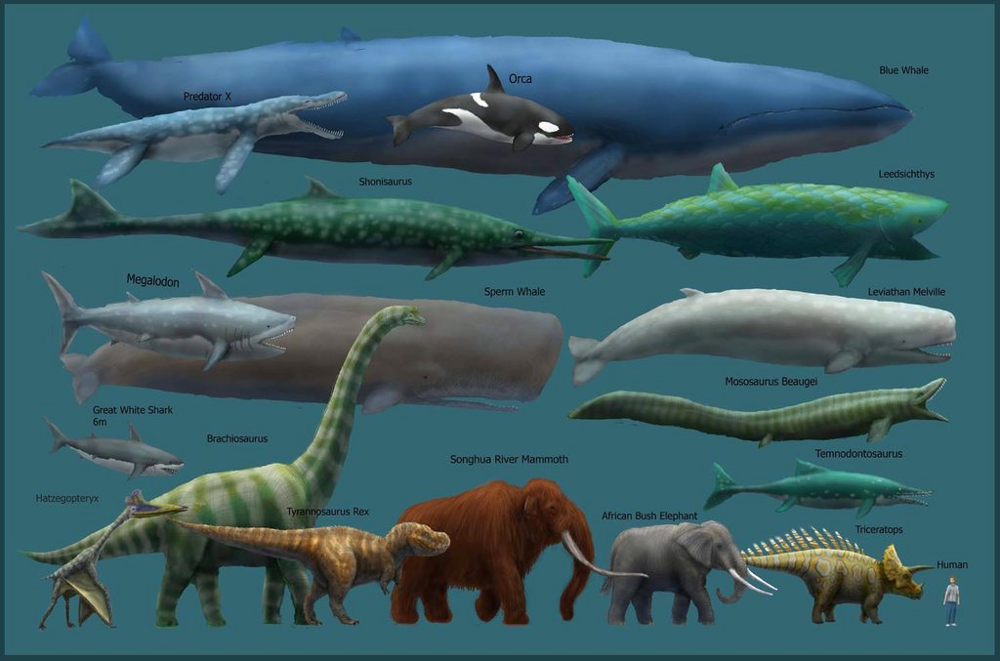 Blue Whale
Orca
Predator X
Leedsichthys
Shonisaurus
Megalodon
Sperm Whale
Leviathan Melville
Mososaurus Beaugei
Great White Shark
6m
Brachiosaurus
Songhua River Mammoth
Temnodontosaurus
Hatzegopteryx
Tyrannosaurus Rex
African Bush Elephant
Triceratops
Human